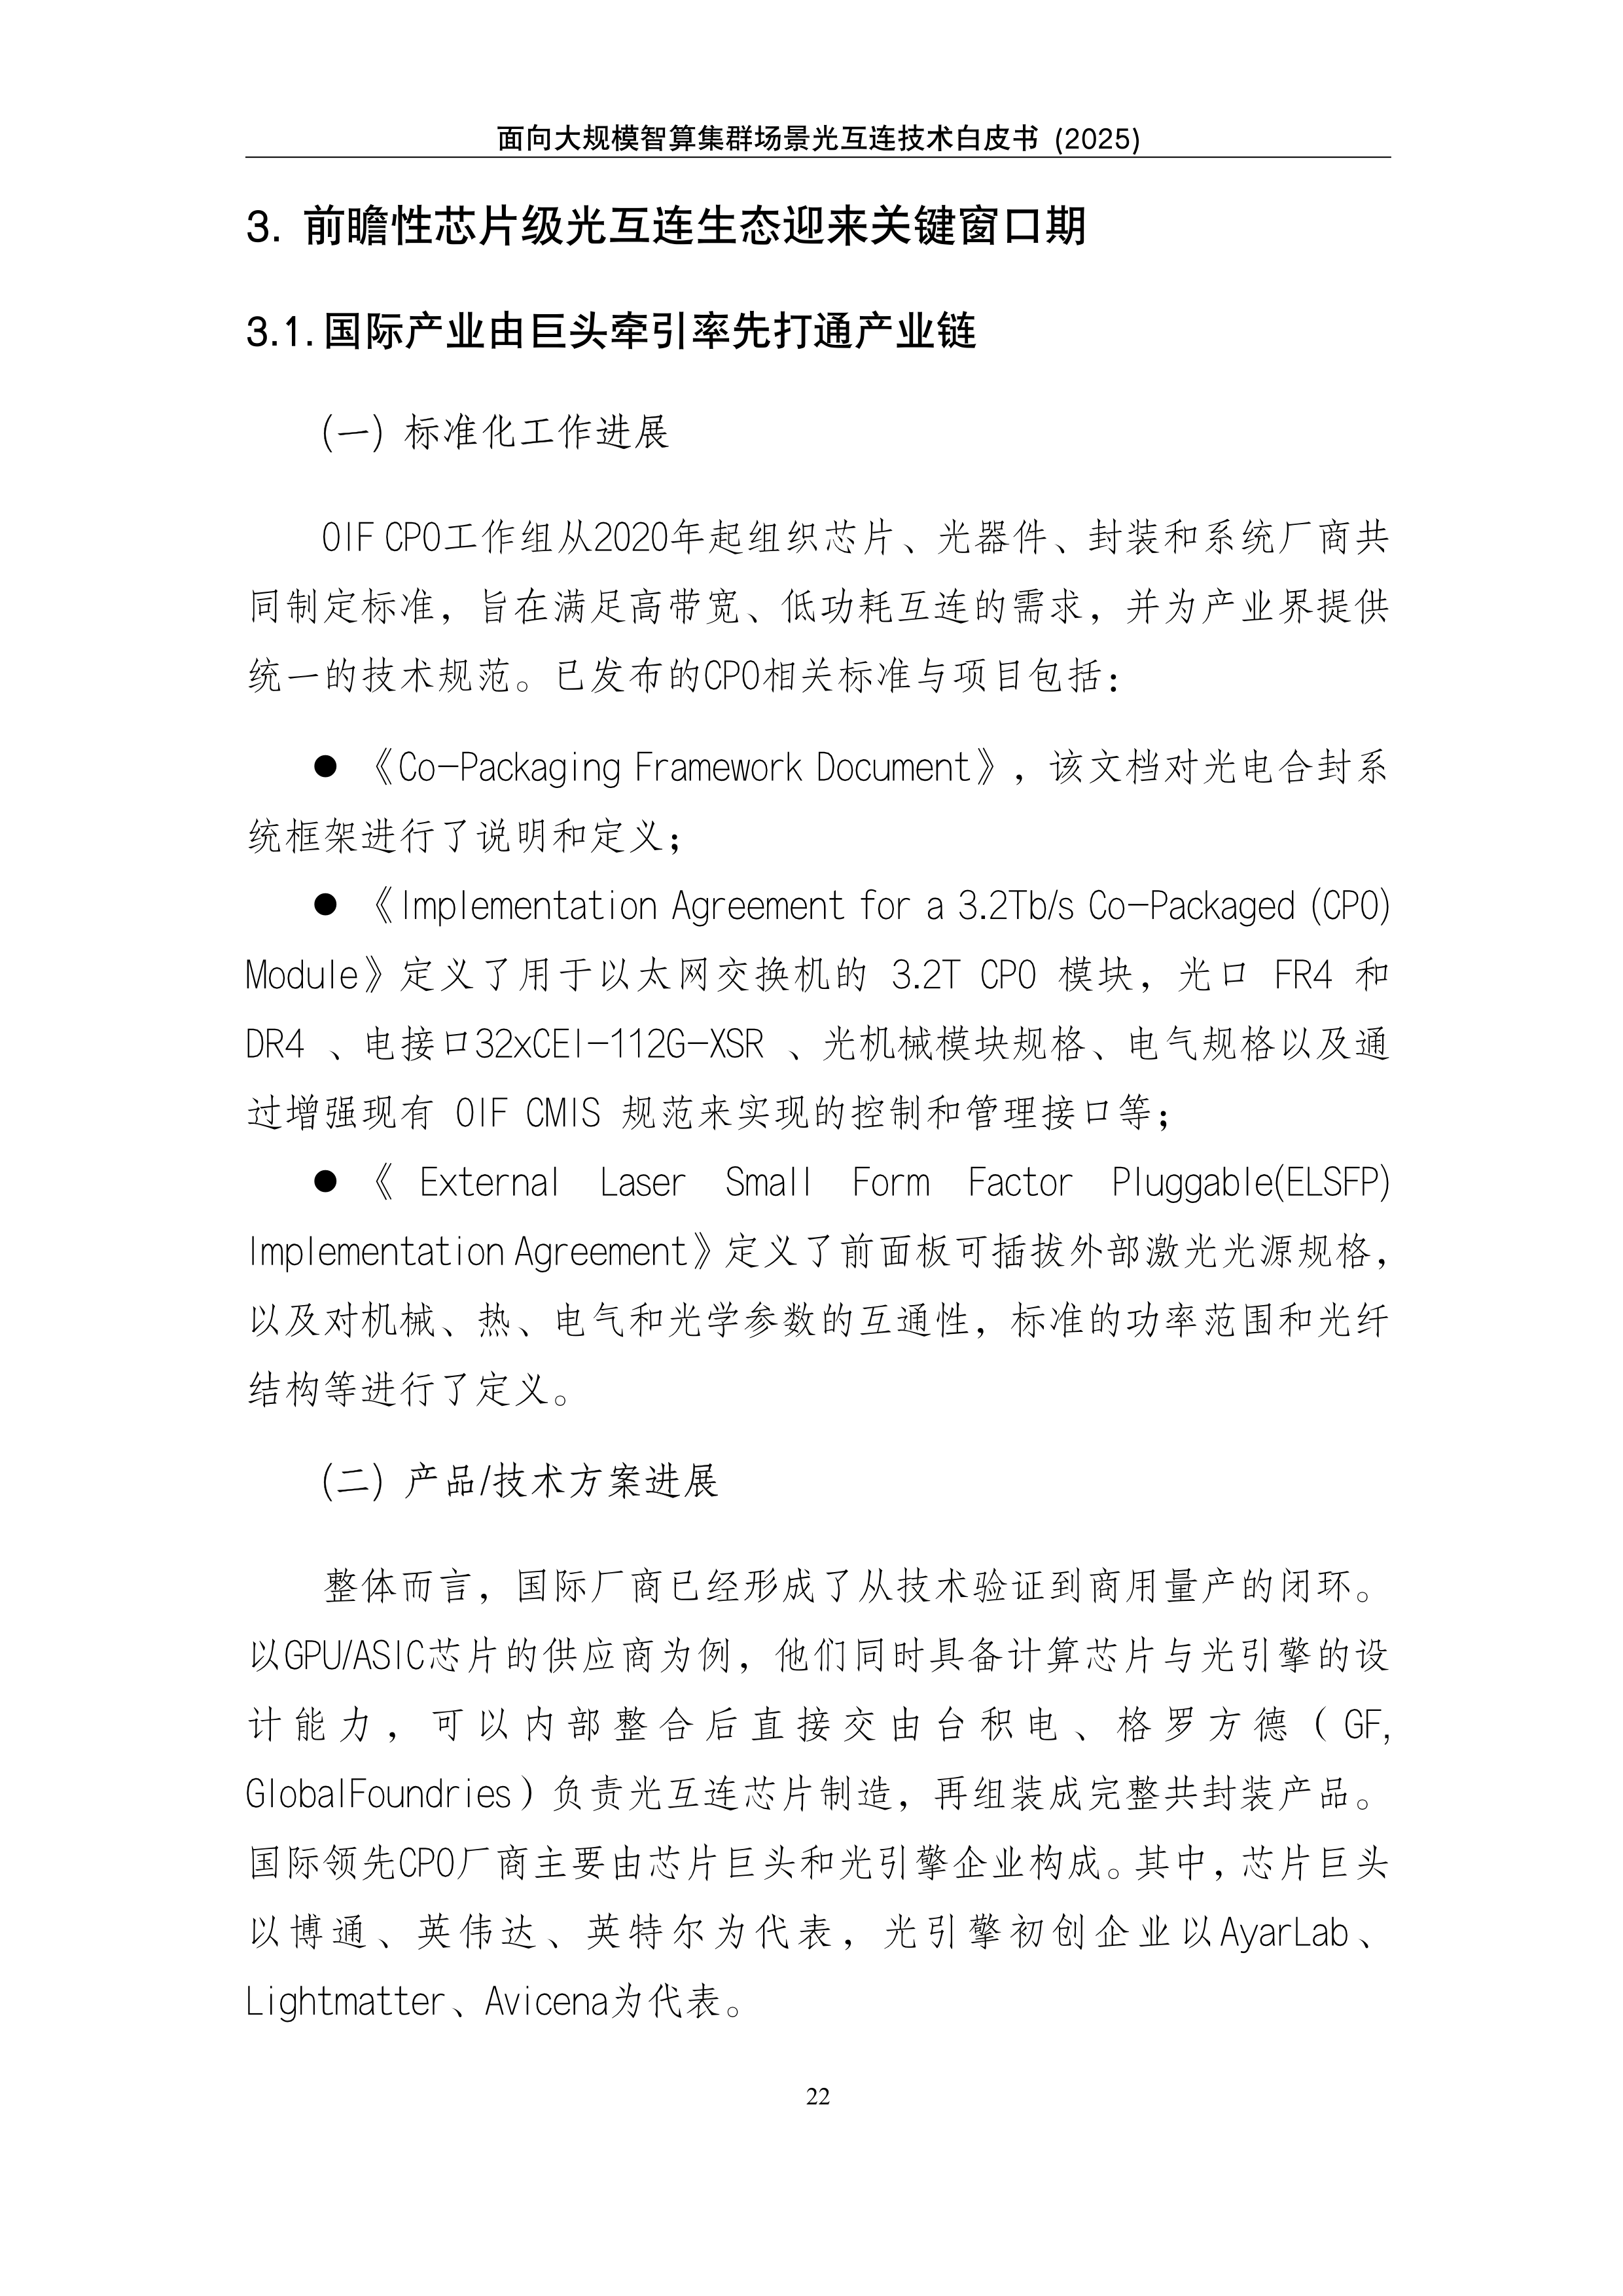 面向大规模智算集群场景光互连技术白皮书 (2025)
3. 前瞻性芯片级光互连生态迎来关键窗口期
3.1. 国际产业由巨头牵引率先打通产业链
(一) 标准化工作进展
OIF CPO工作组从2020年起组织芯片、光器件、封装和系统厂商共
同制定标准，旨在满足高带宽、低功耗互连的需求，并为产业界提供
统一的技术规范。已发布的CPO相关标准与项目包括：
● 《Co-Packaging Framework Document》，该文档对光电合封系
统框架进行了说明和定义；
● 《Implementation Agreement for a 3.2Tb/s Co-Packaged (CPO)
Module》定义了用于以太网交换机的 3.2T CPO 模块，光口 FR4 和
DR4 、电接口32xCEI-112G-XSR 、光机械模块规格、电气规格以及通
过增强现有 OIF CMIS 规范来实现的控制和管理接口等；
● 《 External Laser Small Form Factor Pluggable(ELSFP)
Implementation Agreement》定义了前面板可插拔外部激光光源规格，
以及对机械、热、电气和光学参数的互通性，标准的功率范围和光纤
结构等进行了定义。
(二) 产品/技术方案进展
整体而言，国际厂商已经形成了从技术验证到商用量产的闭环。
以GPU/ASIC芯片的供应商为例，他们同时具备计算芯片与光引擎的设
计能力，可以内部整合后直接交由台积电、格罗方德（GF,
GlobalFoundries）负责光互连芯片制造，再组装成完整共封装产品。
国际领先CPO厂商主要由芯片巨头和光引擎企业构成。其中，芯片巨头
以博通、英伟达、英特尔为代表，光引擎初创企业以AyarLab、
Lightmatter、Avicena为代表。
22